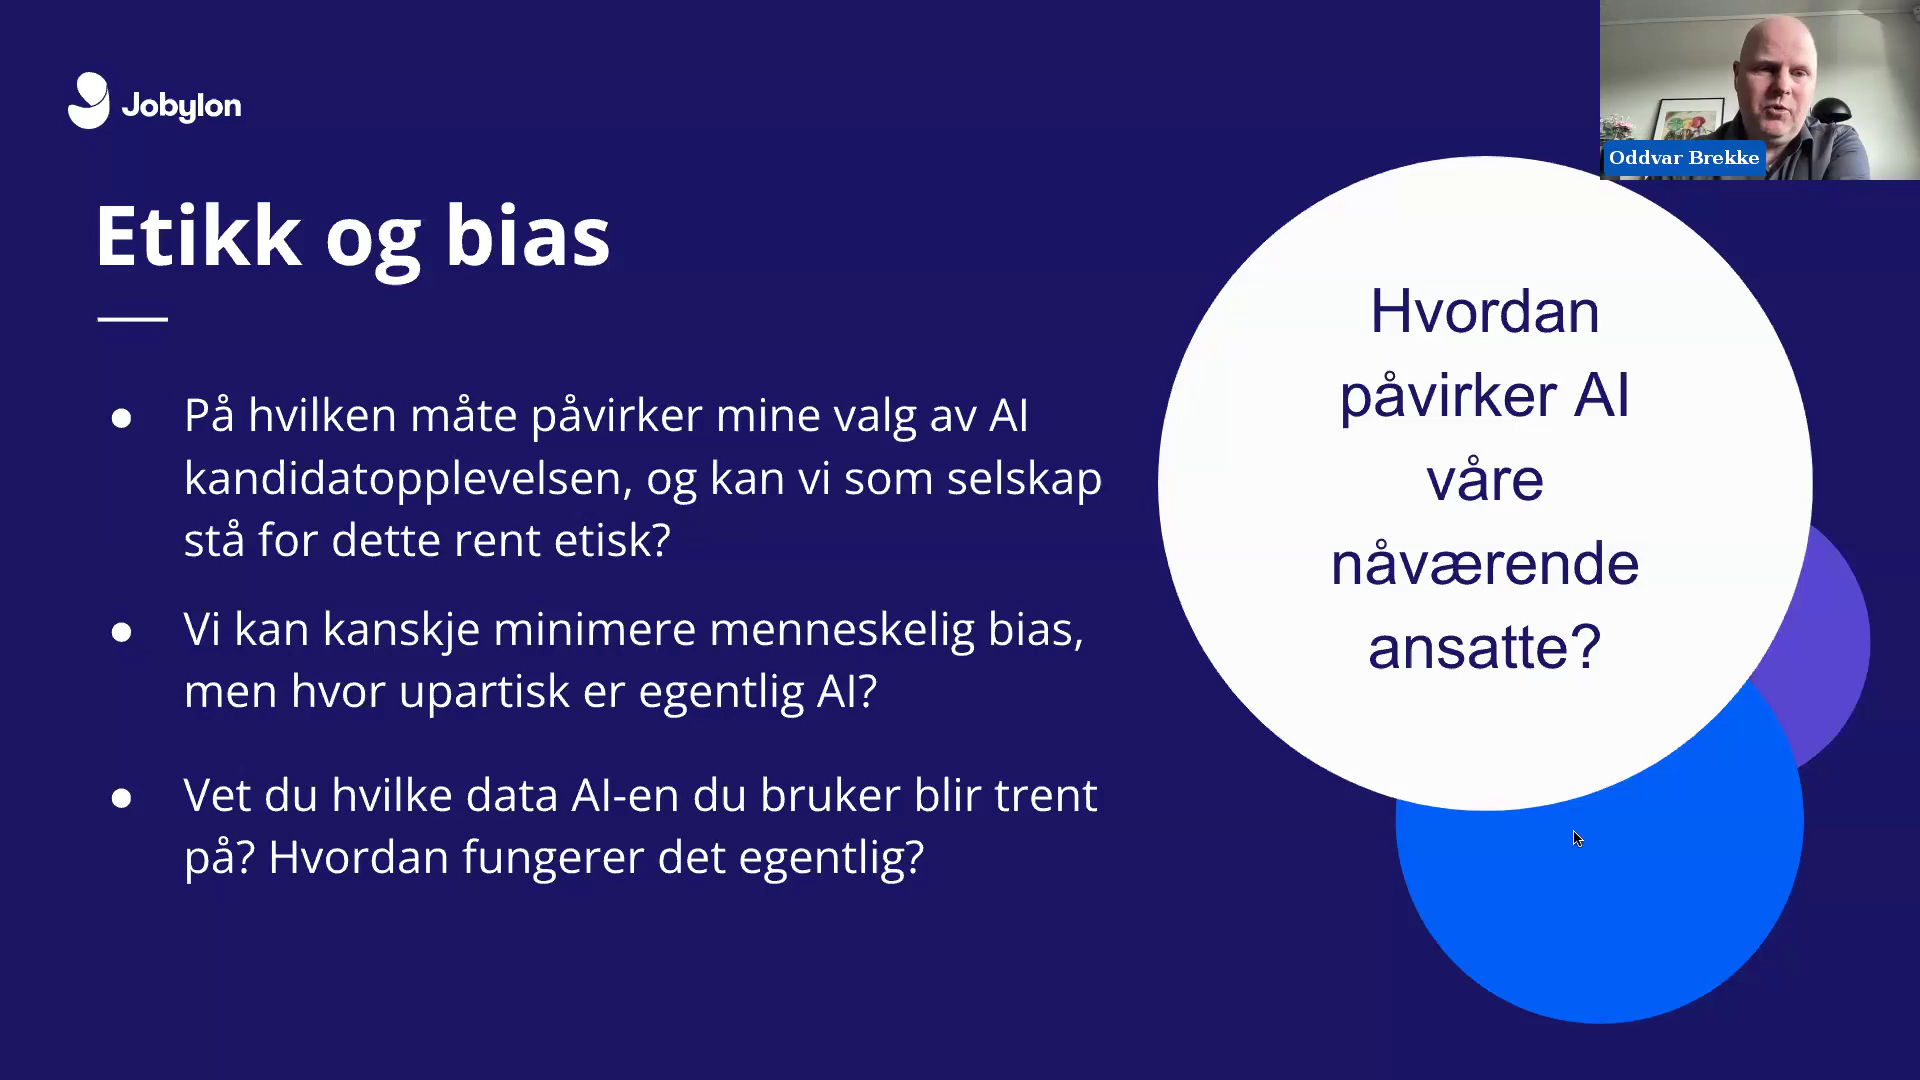 Jobylon
Oddvar Brekke
Etikk og bias
På hvilken måte påvirker mine valg av AI
kandidatopplevelsen, og kan vi som selskap
stå for dette rent etisk?
Vi kan kanskje minimere menneskelig bias,
men hvor upartisk er egentlig AI?
Vet du hvilke data AI-en du bruker blir trent
på? Hvordan fungerer det egentlig?
Hvordan
påvirker AI
våre
nåværende
ansatte?